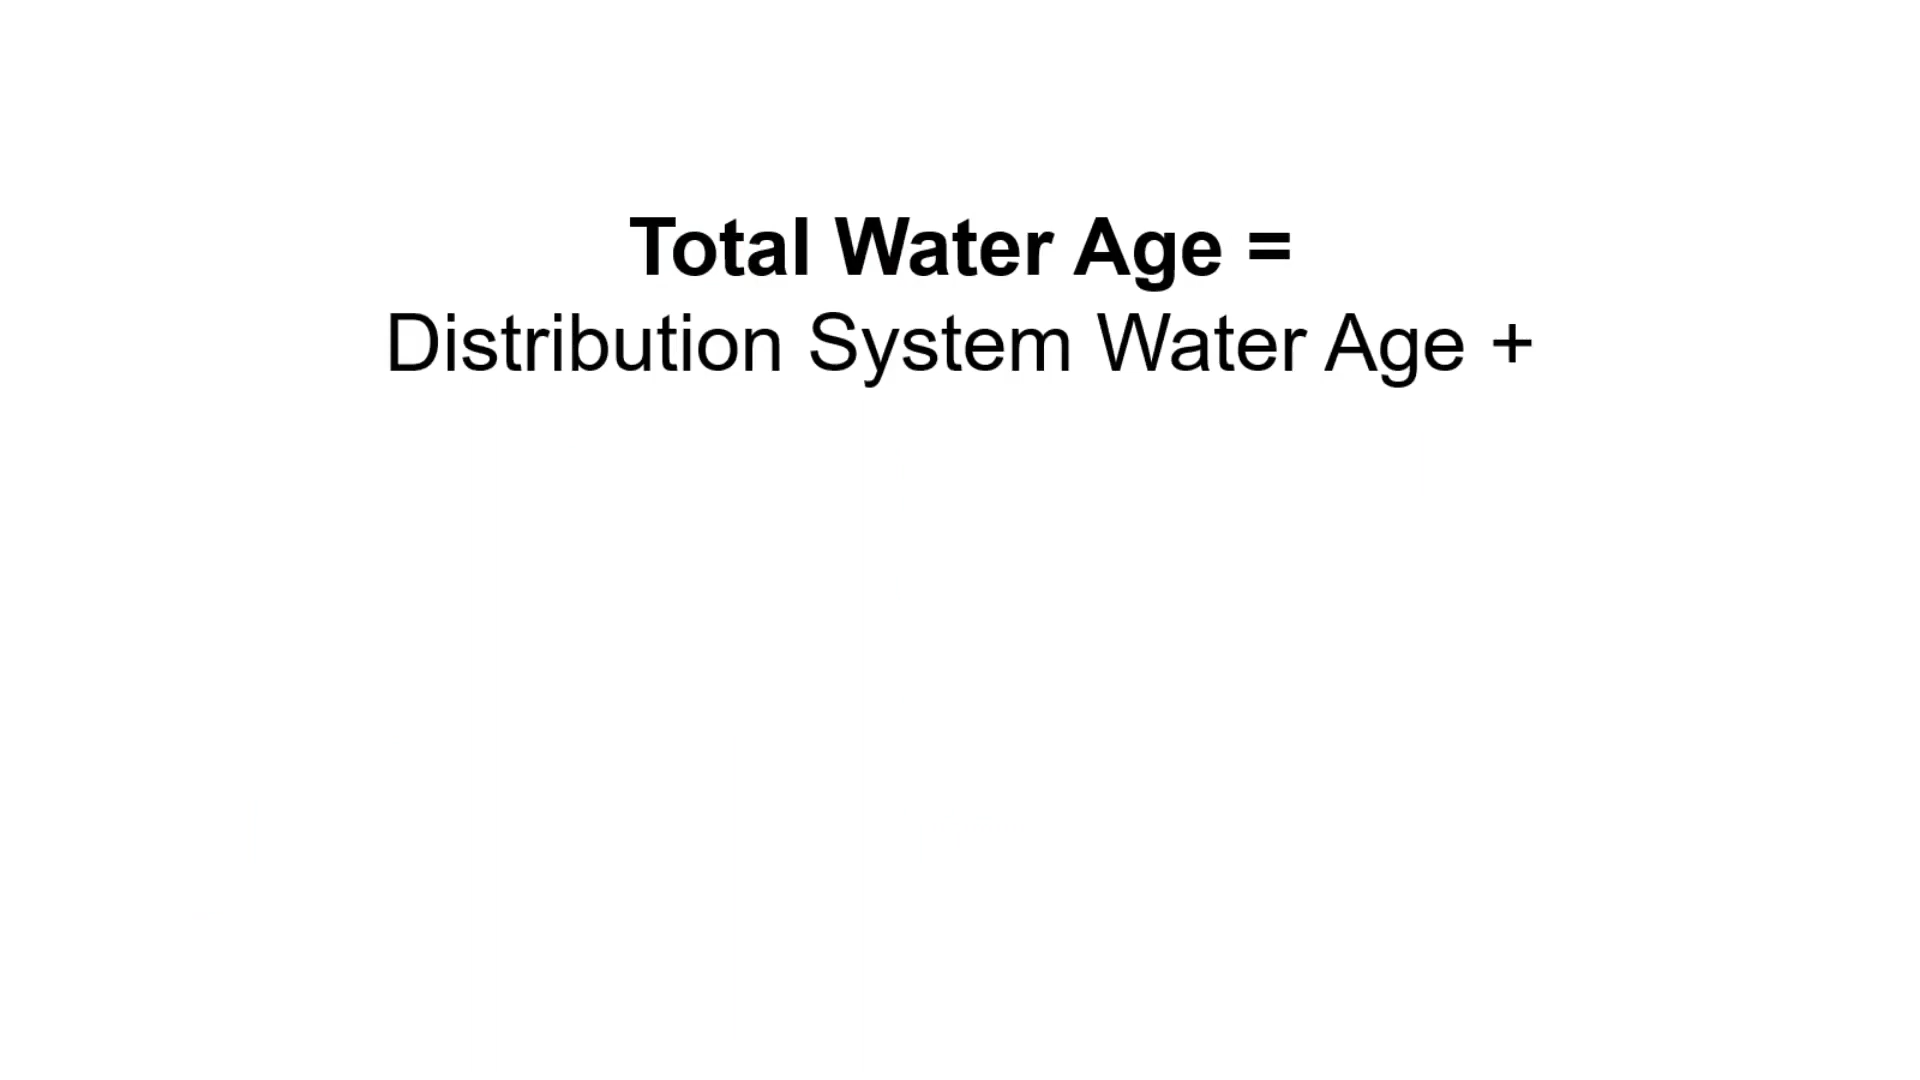 Total Water Age =
Distribution System Water Age +